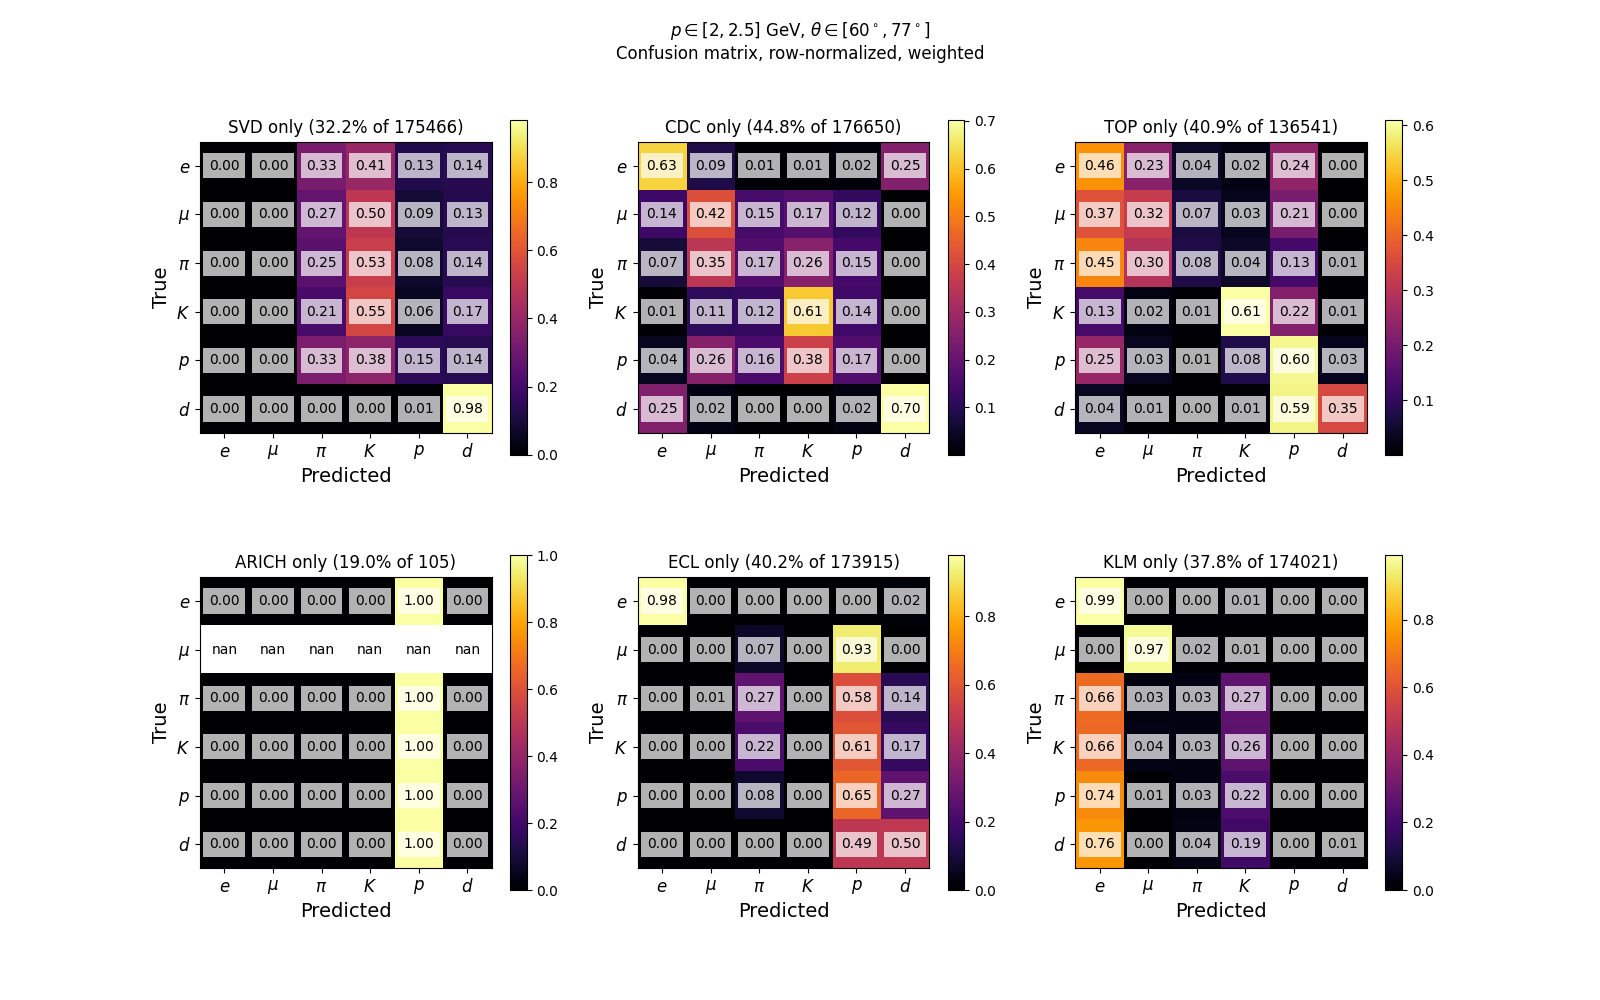 p ∈ [2, 2.5] GeV, θ ∈ [60°, 77°]
Confusion matrix, row-normalized, weighted
SVD only (32.2% of 175466)
e 0.00 0.00 0.33 0.41 0.13 0.14
μ 0.00 0.00 0.27 0.50 0.09 0.13
π 0.00 0.00 0.25 0.53 0.08 0.14
K 0.00 0.00 0.21 0.55 0.06 0.17
p 0.00 0.00 0.33 0.38 0.15 0.14
d 0.00 0.00 0.00 0.00 0.01 0.98
e μ π K p d
True
Predicted
0.8
0.6
0.4
0.2
0.0
CDC only (44.8% of 176650)
e 0.63 0.09 0.01 0.01 0.02 0.25
μ 0.14 0.42 0.15 0.17 0.12 0.00
π 0.07 0.35 0.17 0.26 0.15 0.00
K 0.01 0.11 0.12 0.61 0.14 0.00
p 0.04 0.26 0.16 0.38 0.17 0.00
d 0.25 0.02 0.00 0.00 0.02 0.70
e μ π K p d
True
Predicted
0.7
0.6
0.5
0.4
0.3
0.2
0.1
TOP only (40.9% of 136541)
e 0.46 0.23 0.04 0.02 0.24 0.00
μ 0.37 0.32 0.07 0.03 0.21 0.00
π 0.45 0.30 0.08 0.04 0.13 0.01
K 0.13 0.02 0.01 0.61 0.22 0.01
p 0.25 0.03 0.01 0.08 0.60 0.03
d 0.04 0.01 0.00 0.01 0.59 0.35
e μ π K p d
True
Predicted
0.6
0.5
0.4
0.3
0.2
0.1
ARICH only (19.0% of 105)
e 0.00 0.00 0.00 0.00 1.00 0.00
μ nan nan nan nan nan nan
π 0.00 0.00 0.00 0.00 1.00 0.00
K 0.00 0.00 0.00 0.00 1.00 0.00
p 0.00 0.00 0.00 0.00 1.00 0.00
d 0.00 0.00 0.00 0.00 1.00 0.00
e μ π K p d
True
Predicted
1.0
0.8
0.6
0.4
0.2
0.0
ECL only (40.2% of 173915)
e 0.98 0.00 0.00 0.00 0.00 0.02
μ 0.00 0.00 0.07 0.00 0.93 0.00
π 0.00 0.01 0.27 0.00 0.58 0.14
K 0.00 0.00 0.22 0.00 0.61 0.17
p 0.00 0.00 0.08 0.00 0.65 0.27
d 0.00 0.00 0.00 0.00 0.49 0.50
e μ π K p d
True
Predicted
0.8
0.6
0.4
0.2
0.0
KLM only (37.8% of 174021)
e 0.99 0.00 0.00 0.01 0.00 0.00
μ 0.00 0.97 0.02 0.01 0.00 0.00
π 0.66 0.03 0.03 0.27 0.00 0.00
K 0.66 0.04 0.03 0.26 0.00 0.00
p 0.74 0.01 0.03 0.22 0.00 0.00
d 0.76 0.00 0.04 0.19 0.00 0.01
e μ π K p d
True
Predicted
0.8
0.6
0.4
0.2
0.0